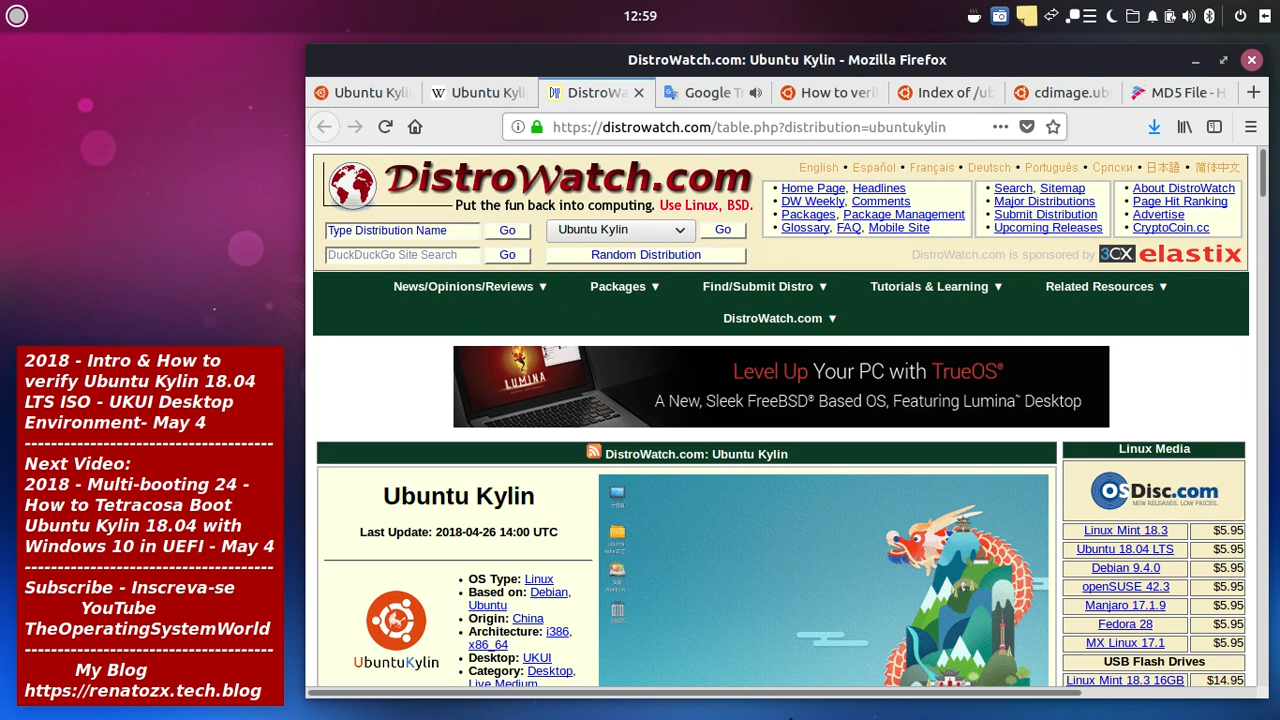 12:59
DistroWatch.com: Ubuntu Kylin - Mozilla Firefox
Ubuntu Kyli
Ubuntu Kylin
DistroWa
Google Tr
How to veri
Index of /ub
cdimage.ub
MD5 File - H
https://distrowatch.com/table.php?distribution=ubuntukylin
DistroWatch.com
Put the fun back into computing. Use Linux, BSD.
English • Español • Français • Deutsch • Português • Српски • 日本語 • 简体中文
Type Distribution Name Go
Ubuntu Kylin Go
DuckDuckGo Site Search Go
Random Distribution
• Home Page, Headlines
• DW Weekly, Comments
• Packages, Package Management
• Glossary, FAQ, Mobile Site
• Search, Sitemap
• Major Distributions
• Submit Distribution
• Upcoming Releases
• About DistroWatch
• Page Hit Ranking
• Advertise
• CryptoCoin.cc
DistroWatch.com is sponsored by 3CX elastix
News/Opinions/Reviews ▼ Packages ▼ Find/Submit Distro ▼ Tutorials & Learning ▼ Related Resources ▼
DistroWatch.com ▼
LUMINA
Level Up Your PC with TrueOS®
A New, Sleek FreeBSD® Based OS, Featuring Lumina™ Desktop
DistroWatch.com: Ubuntu Kylin
Ubuntu Kylin
Last Update: 2018-04-26 14:00 UTC
UbuntuKylin
• OS Type: Linux
• Based on: Debian,
Ubuntu
• Origin: China
• Architecture: i386,
x86_64
• Desktop: UKUI
• Category: Desktop,
Live Medium
Linux Media
OSDisc.com
NEW RELEASES. LOW PRICES.
Linux Mint 18.3 $5.95
Ubuntu 18.04 LTS $5.95
Debian 9.4.0 $5.95
openSUSE 42.3 $5.95
Manjaro 17.1.9 $5.95
Fedora 28 $5.95
MX Linux 17.1 $5.95
USB Flash Drives
Linux Mint 18.3 16GB $14.95
2018 - Intro & How to
verify Ubuntu Kylin 18.04
LTS ISO - UKUI Desktop
Environment- May 4
-------------------------------------
Next Video:
2018 - Multi-booting 24 -
How to Tetracosa Boot
Ubuntu Kylin 18.04 with
Windows 10 in UEFI - May 4
-------------------------------------
Subscribe - Inscreva-se
YouTube
TheOperatingSystemWorld
-------------------------------------
My Blog
https://renatozx.tech.blog